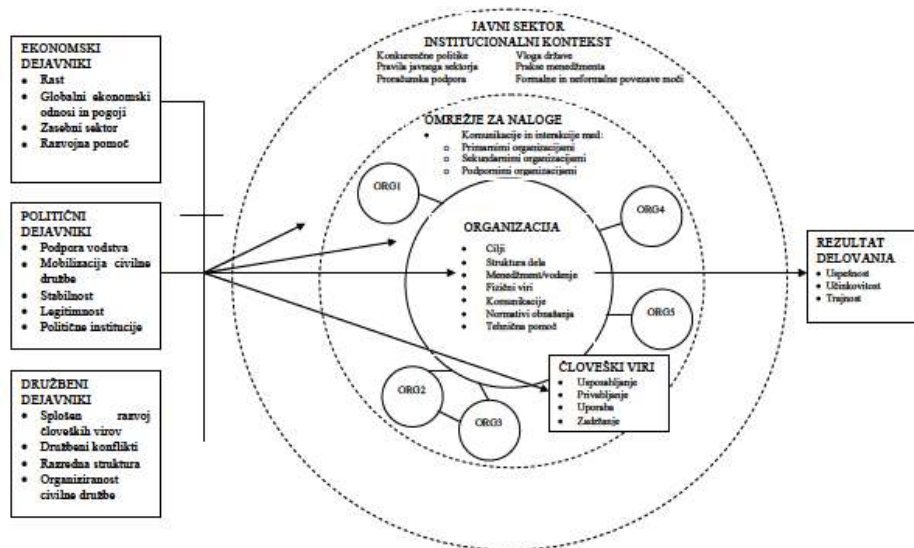 EKONOMSKI
DEJAVNIKI
Rast
Globalni ekonomski
odnosi in pogoji
Zasebni sektor
Razvojna pomoč
POLITIČNI
DEJAVNIKI
Podpora vodstva
Mobilizacija civilne
družbe
Stabilnost
Legitimnost
Politične institucije
DRUŽBENI
DEJAVNIKI
Splošen razvoj
človeških virov
Družbeni konflikti
Razredna struktura
Organiziranost
civilne družbe
JAVNI SEKTOR
INSTITUCIONALNI KONTEKST
Konkurenčne politike
Pravila javnega sektorja
Proračunska podpora
Vloga države
Prakse menedžmenta
Formalne in neformalne povezave moči
OMREŽJE ZA NALOGE
Komunikacije in interakcije med:
Primarnimi organizacijami
Sekundarnimi organizacijami
Podpornimi organizacijami
ORG1
ORG4
ORGANIZACIJA
Cilji
Struktura dela
Menedžment/vodenje
Fizični viri
Komunikacije
Normativi obnašanja
Tehnična pomoč
ORG5
ORG2
ORG3
ČLOVEŠKI VIRI
Usposabljanje
Privabljanje
Uporaba
Zadržanje
REZULTAT
DELOVANJA
Uspešnost
Učinkovitost
Trajnost